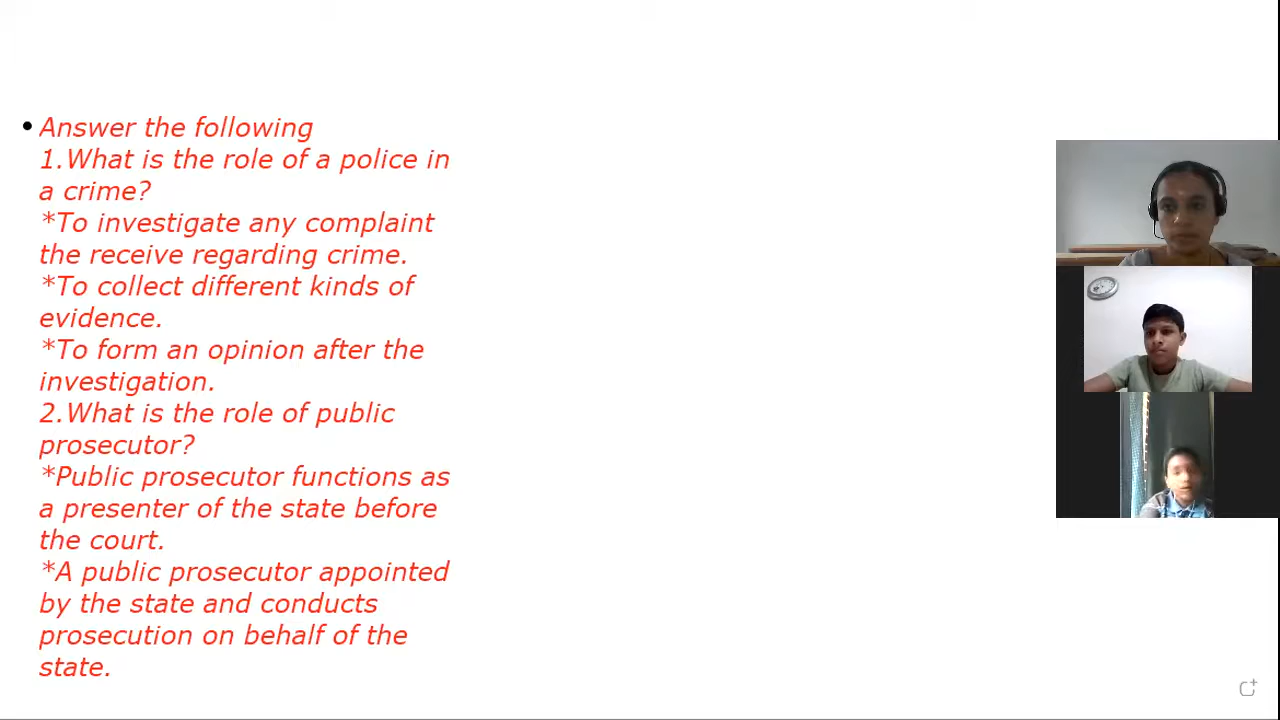 • Answer the following
1.What is the role of a police in
a crime?
*To investigate any complaint
the receive regarding crime.
*To collect different kinds of
evidence.
*To form an opinion after the
investigation.
2.What is the role of public
prosecutor?
*Public prosecutor functions as
a presenter of the state before
the court.
*A public prosecutor appointed
by the state and conducts
prosecution on behalf of the
state.